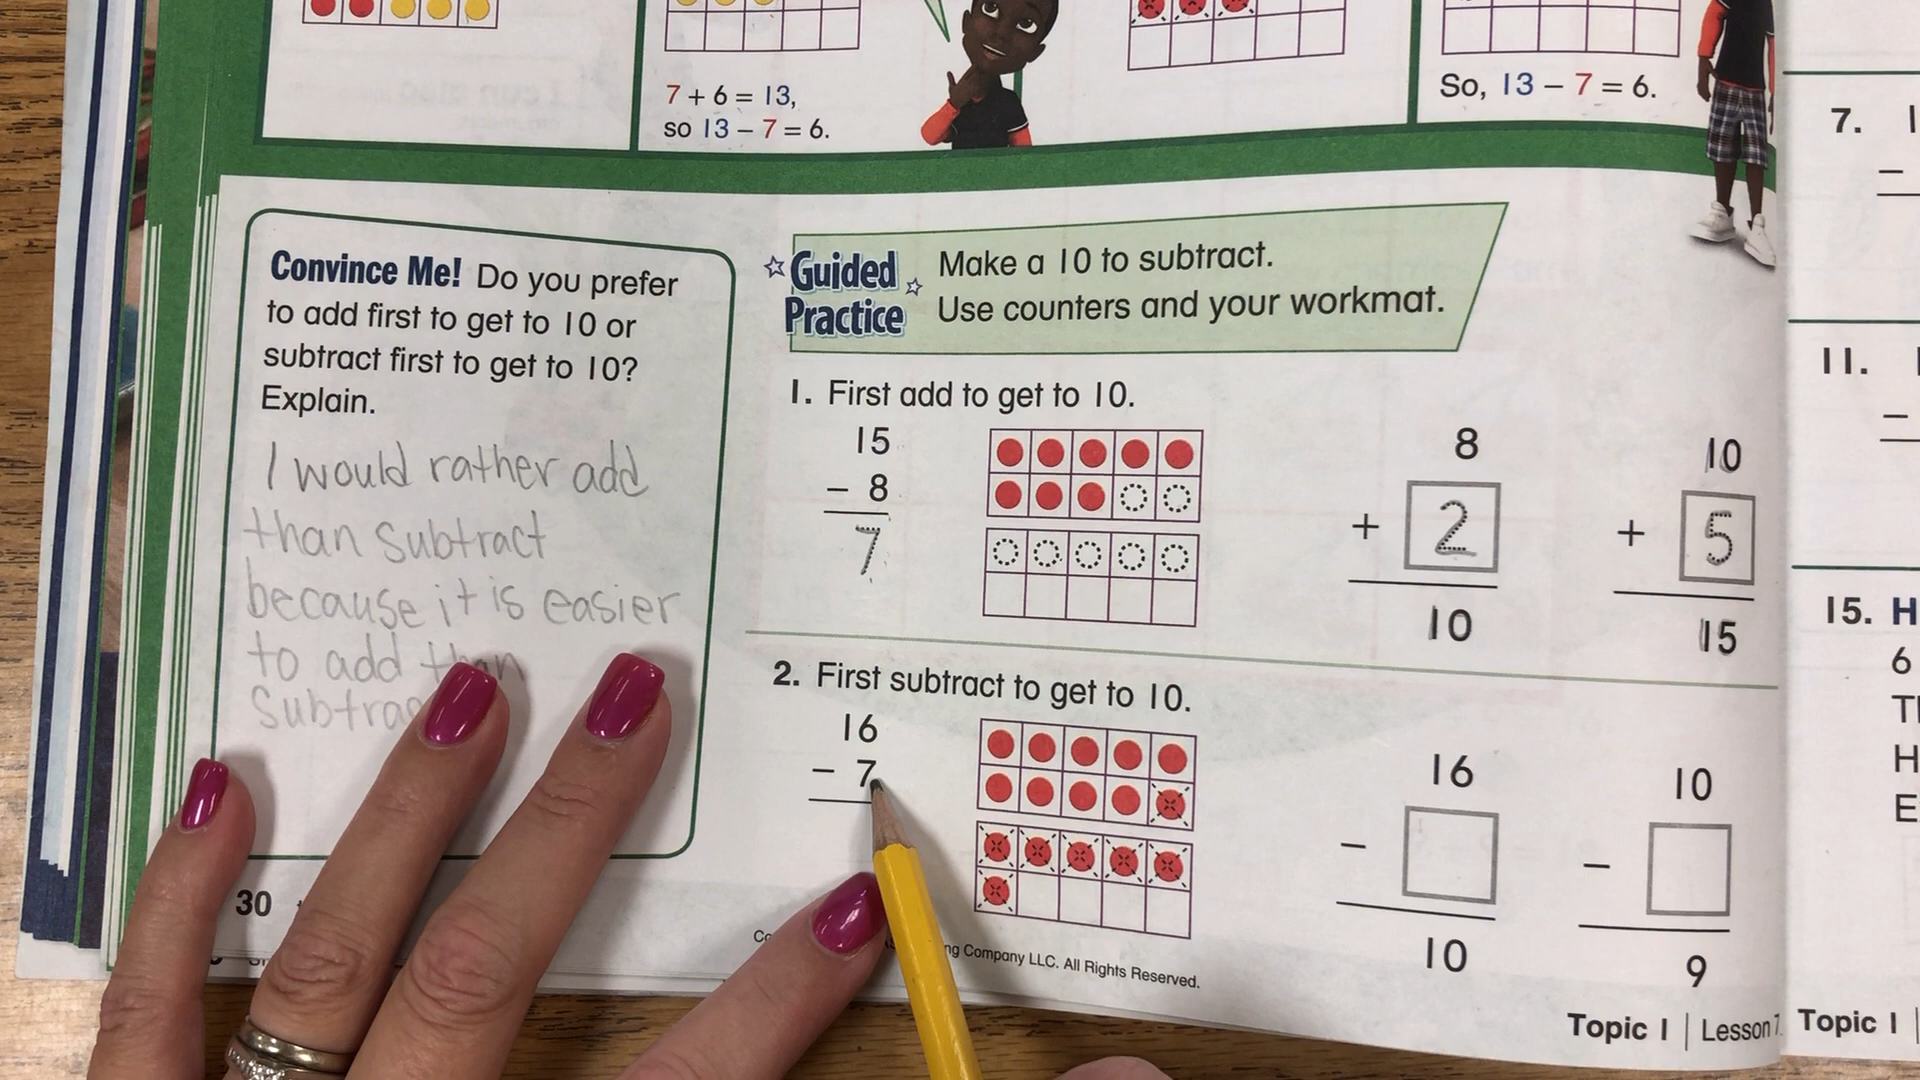 7 + 6 = 13,
so 13 – 7 = 6.
So, 13 – 7 = 6.
Convince Me! Do you prefer
to add first to get to 10 or
subtract first to get to 10?
Explain.
I would rather add
than subtract
because it is easier
to add than
30
Guided
Practice
Make a 10 to subtract.
Use counters and your workmat.
1. First add to get to 10.
15
– 8
7
8
+ 2
10
10
+ 5
15
2. First subtract to get to 10.
16
– 7
16
–
10
10
–
9
ng Company LLC. All Rights Reserved.
Topic 1 | Lesson 7
7.
–
11.
–
15. H
6
H
E
Topic 1 |